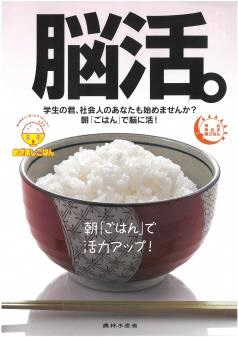 脳活。
学生の君、社会人のあなたも始めませんか?
朝「ごはん」で脳に活!
めざましごはん
朝「ごはん」で
活力アップ!
農林水産省